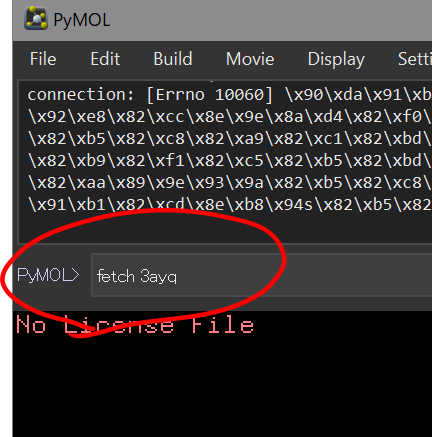 PyMOL
File Edit Build Movie Display Setti
connection: [Errno 10060] \x90\xda\x91\xb
\x92\xe8\x82\xcc\x8e\x9e\x8a\xd4\x82\xf0\
\x82\xb5\x82\xc8\x82\xa9\x82\xc1\x82\xbd\
\x82\xb9\x82\xf1\x82\xc5\x82\xb5\x82\xbd\
\x82\xaa\x89\x9e\x93\x9a\x82\xb5\x82\xc8\
\x91\xb1\x82\xcd\x8e\xb8\x94s\x82\xb5\x82
PyMOL> fetch 3ayq
No License File